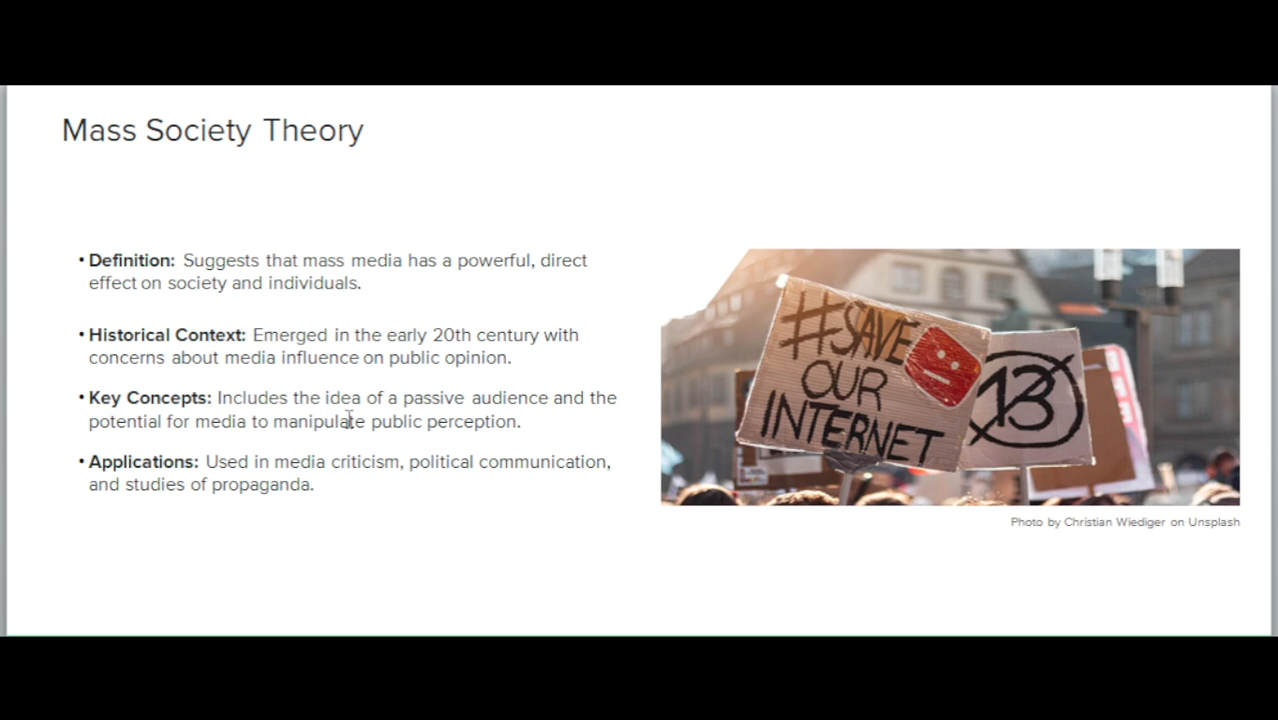 Mass Society Theory
• Definition: Suggests that mass media has a powerful, direct
effect on society and individuals.
• Historical Context: Emerged in the early 20th century with
concerns about media influence on public opinion.
• Key Concepts: Includes the idea of a passive audience and the
potential for media to manipulate public perception.
• Applications: Used in media criticism, political communication,
and studies of propaganda.
#SAVE
OUR
INTERNET
13
Photo by Christian Wiediger on Unsplash